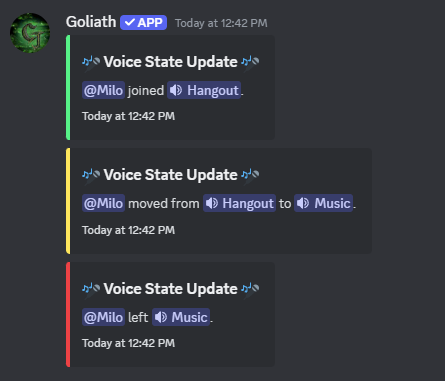 Goliath ✓ APP Today at 12:42 PM
🎶🎤 Voice State Update 🎶🎤
@Milo joined 🔊 Hangout.
Today at 12:42 PM
🎶🎤 Voice State Update 🎶🎤
@Milo moved from 🔊 Hangout to 🔊 Music.
Today at 12:42 PM
🎶🎤 Voice State Update 🎶🎤
@Milo left 🔊 Music.
Today at 12:42 PM